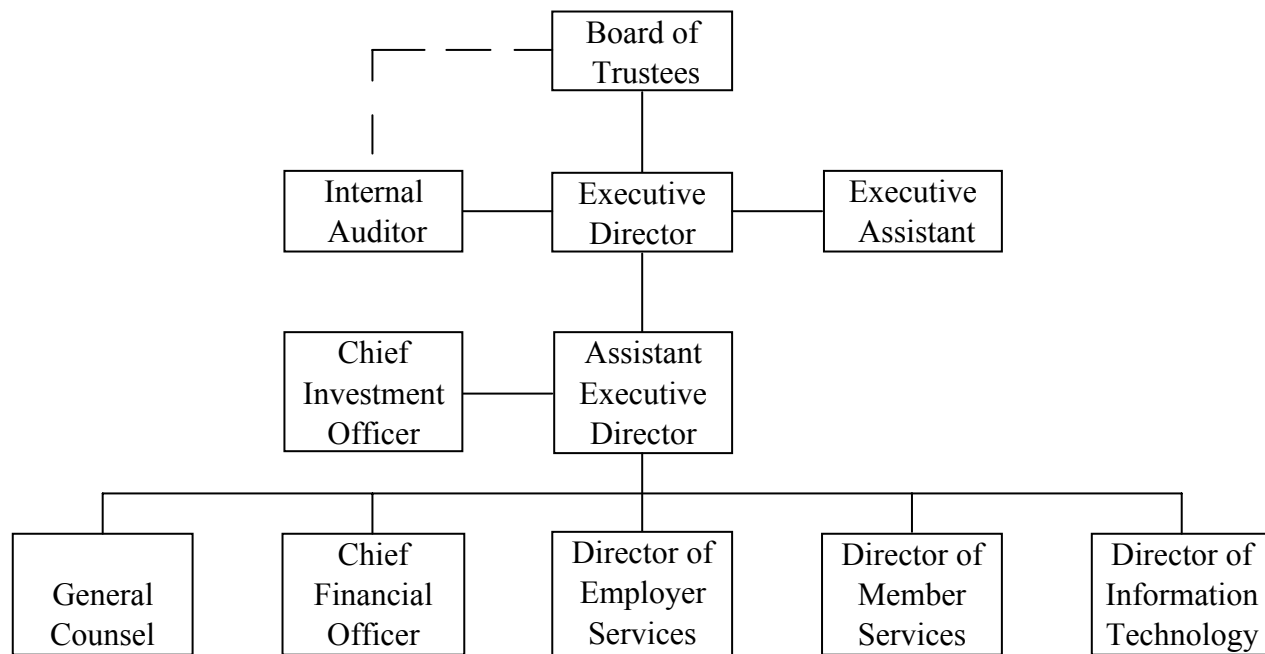 Board of
Trustees
Internal
Auditor
Executive
Director
Executive
Assistant
Chief
Investment
Officer
Assistant
Executive
Director
General
Counsel
Chief
Financial
Officer
Director of
Employer
Services
Director of
Member
Services
Director of
Information
Technology